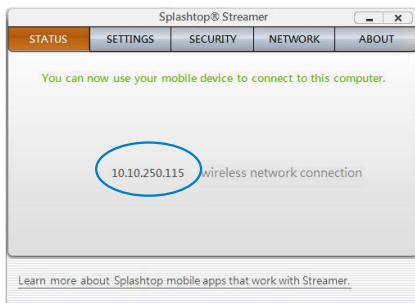 Splashtop® Streamer
STATUS SETTINGS SECURITY NETWORK ABOUT
You can now use your mobile device to connect to this computer.
10.10.250.115 wireless network connection
Learn more about Splashtop mobile apps that work with Streamer.